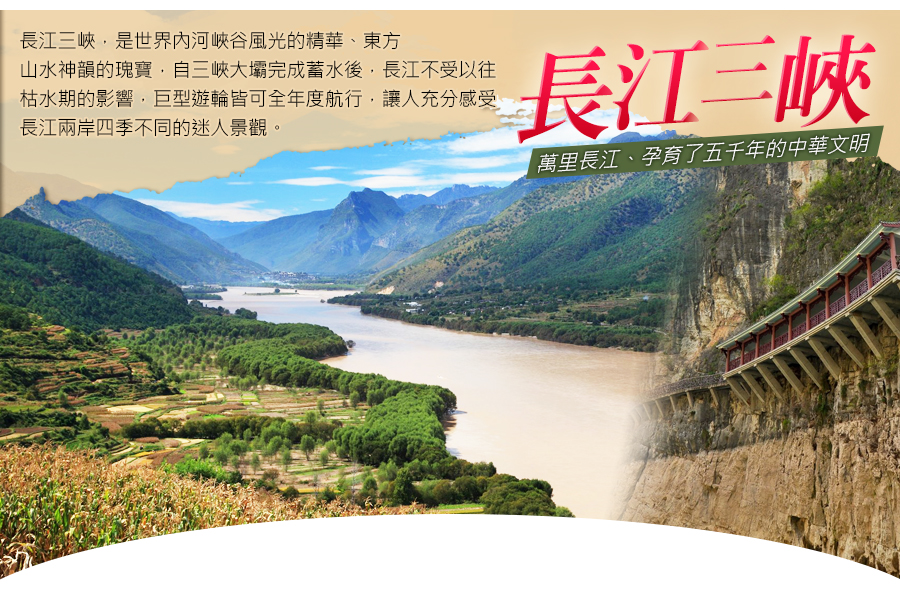 長江三峽，是世界內河峽谷風光的精華、東方
山水神韻的瑰寶，自三峽大壩完成蓄水後，長江不受以往
枯水期的影響，巨型遊輪皆可全年度航行，讓人充分感受
長江兩岸四季不同的迷人景觀。
長江三峽
萬里長江、孕育了五千年的中華文明